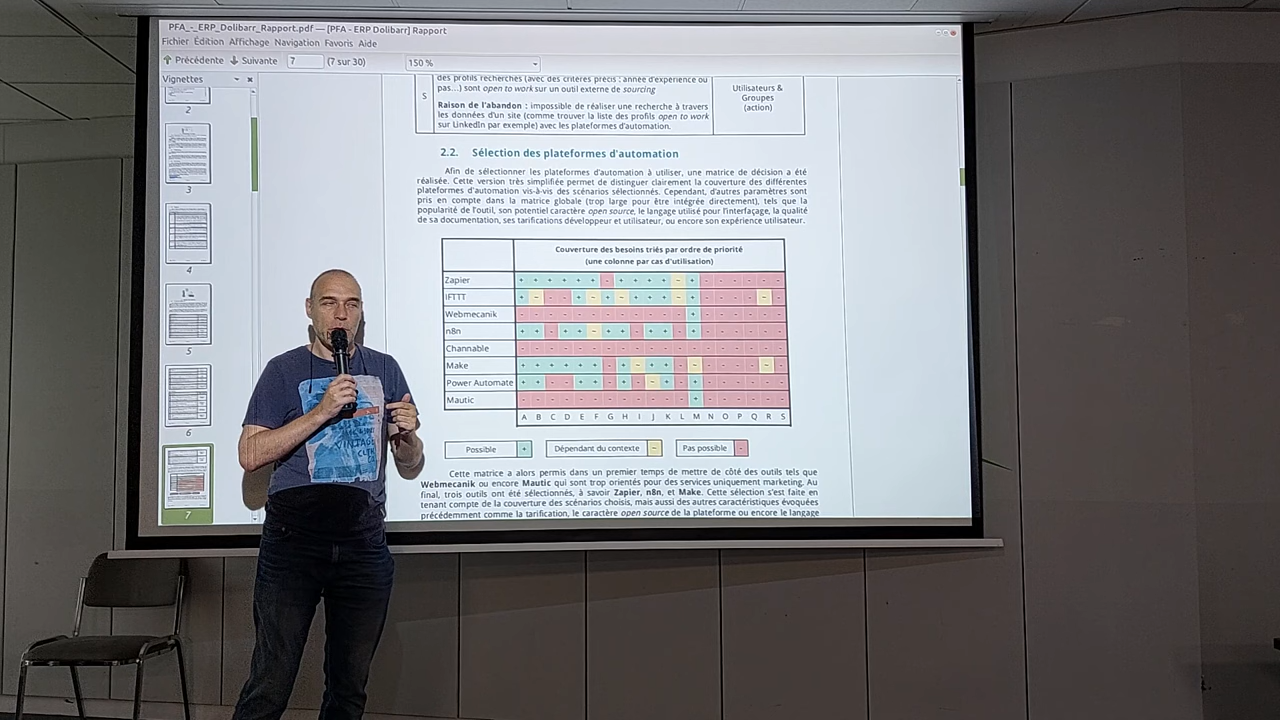 PFA_-_ERP_Dolibarr_Rapport.pdf — [PFA - ERP Dolibarr] Rapport
Fichier Édition Affichage Navigation Favoris Aide
Précédente Suivante 7 (7 sur 30) 150 %
Vignettes
2
3
4
5
6
7
des profils recherchés (avec des critères précis : année d'expérience ou
pas...) sont open to work sur un outil externe de sourcing
S
Raison de l'abandon : impossible de réaliser une recherche à travers
les données d'un site (comme trouver la liste des profils open to work
sur LinkedIn par exemple) avec les plateformes d'automation.
Utilisateurs &
Groupes
(action)
2.2. Sélection des plateformes d'automation
Afin de sélectionner les plateformes d'automation à utiliser, une matrice de décision a été
réalisée. Cette version très simplifiée permet de distinguer clairement la couverture des différentes
plateformes d'automation vis-à-vis des scénarios sélectionnés. Cependant, d'autres paramètres sont
pris en compte dans la matrice globale (trop large pour être intégrée directement), tels que la
popularité de l'outil, son potentiel caractère open source, le langage utilisé pour l'interfaçage, la qualité
de sa documentation, ses tarifications développeur et utilisateur, ou encore son expérience utilisateur.
Couverture des besoins triés par ordre de priorité
(une colonne par cas d'utilisation)
Zapier
IFTTT
Webmecanik
n8n
Channable
Make
Power Automate
Mautic
A B C D E F G H I J K L M N O P Q R S
Possible + Dépendant du contexte ~ Pas possible -
Cette matrice a alors permis dans un premier temps de mettre de côté des outils tels que
Webmecanik ou encore Mautic qui sont trop orientés pour des services uniquement marketing. Au
final, trois outils ont été sélectionnés, à savoir Zapier, n8n, et Make. Cette sélection s'est faite en
tenant compte de la couverture des scénarios choisis, mais aussi des autres caractéristiques évoquées
précédemment comme la tarification, le caractère open source de la plateforme ou encore le langage
VINTAGE